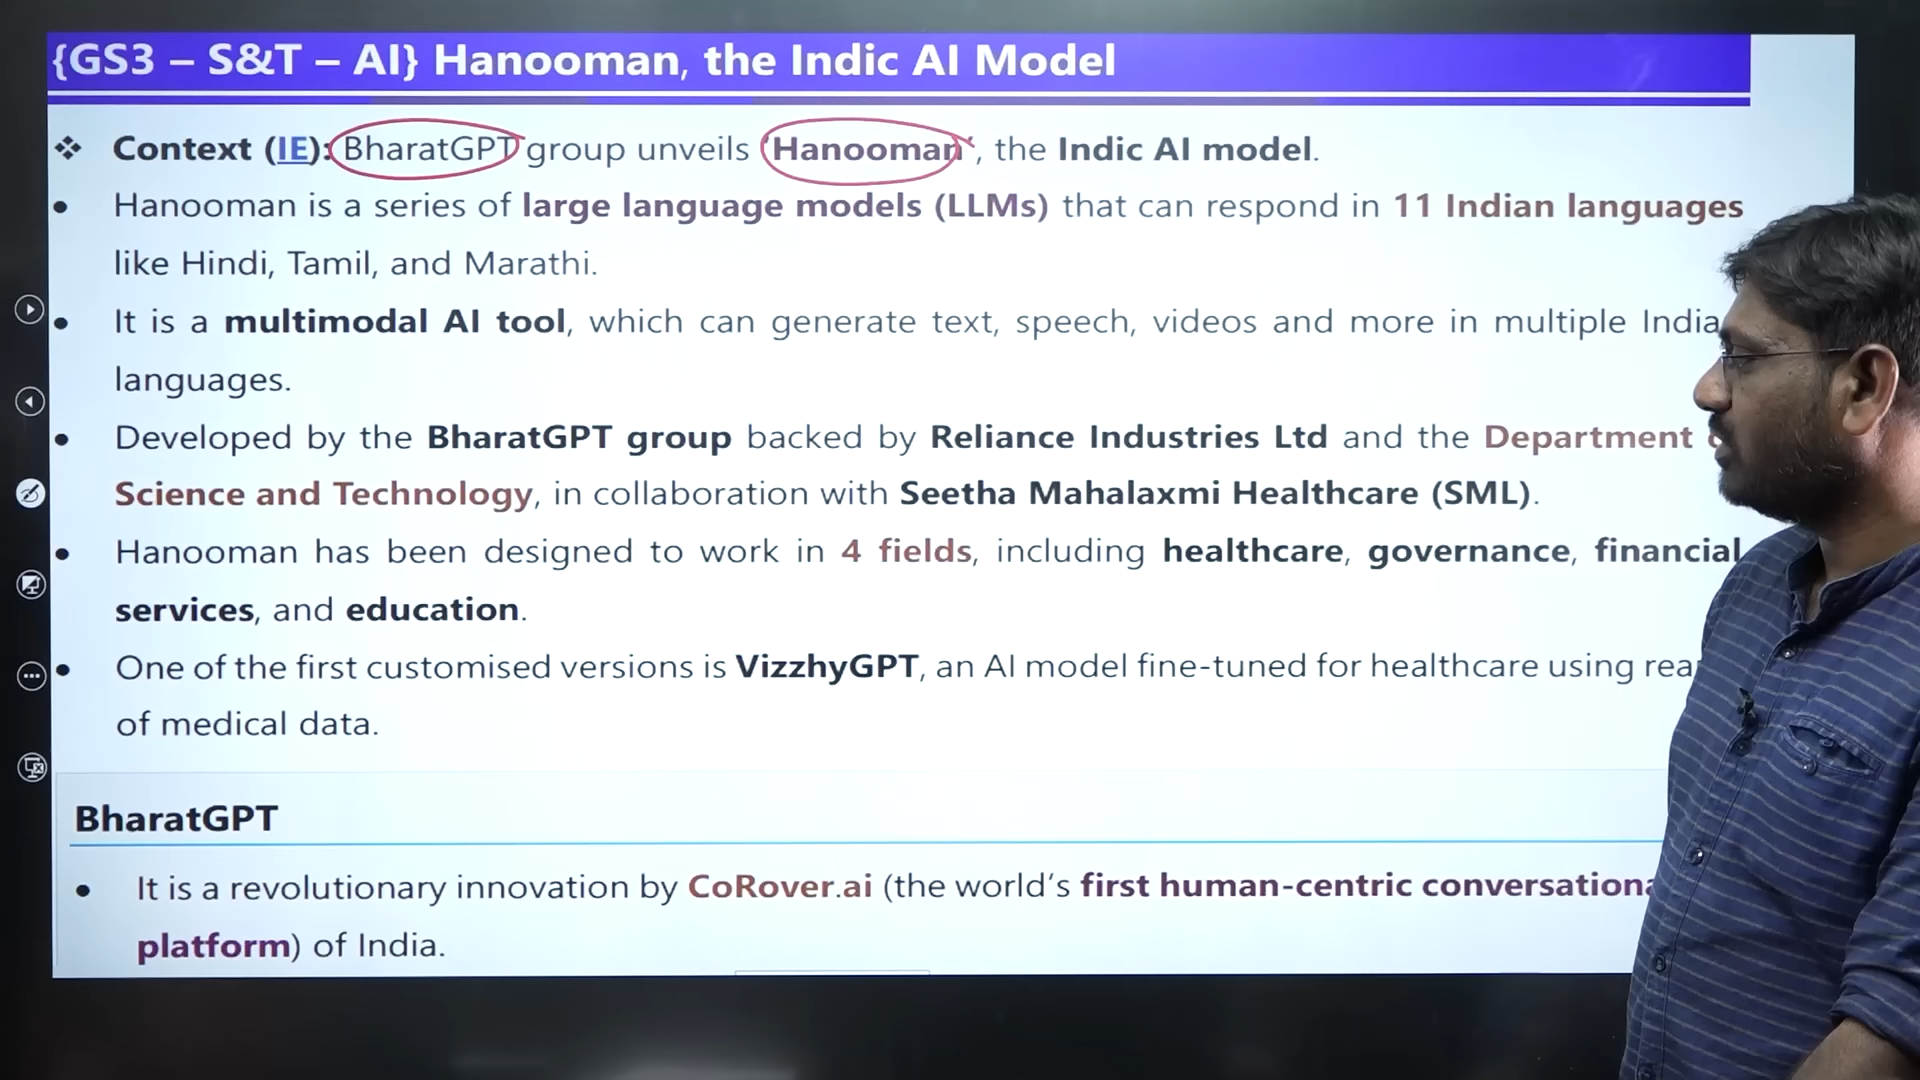 {GS3 – S&T – AI} Hanooman, the Indic AI Model
❖ Context (IE): BharatGPT group unveils 'Hanooman', the Indic AI model.
• Hanooman is a series of large language models (LLMs) that can respond in 11 Indian languages
like Hindi, Tamil, and Marathi.
• It is a multimodal AI tool, which can generate text, speech, videos and more in multiple India
languages.
• Developed by the BharatGPT group backed by Reliance Industries Ltd and the Department
Science and Technology, in collaboration with Seetha Mahalaxmi Healthcare (SML).
• Hanooman has been designed to work in 4 fields, including healthcare, governance, financial
services, and education.
• One of the first customised versions is VizzhyGPT, an AI model fine-tuned for healthcare using
of medical data.
BharatGPT
• It is a revolutionary innovation by CoRover.ai (the world's first human-centric
platform) of India.